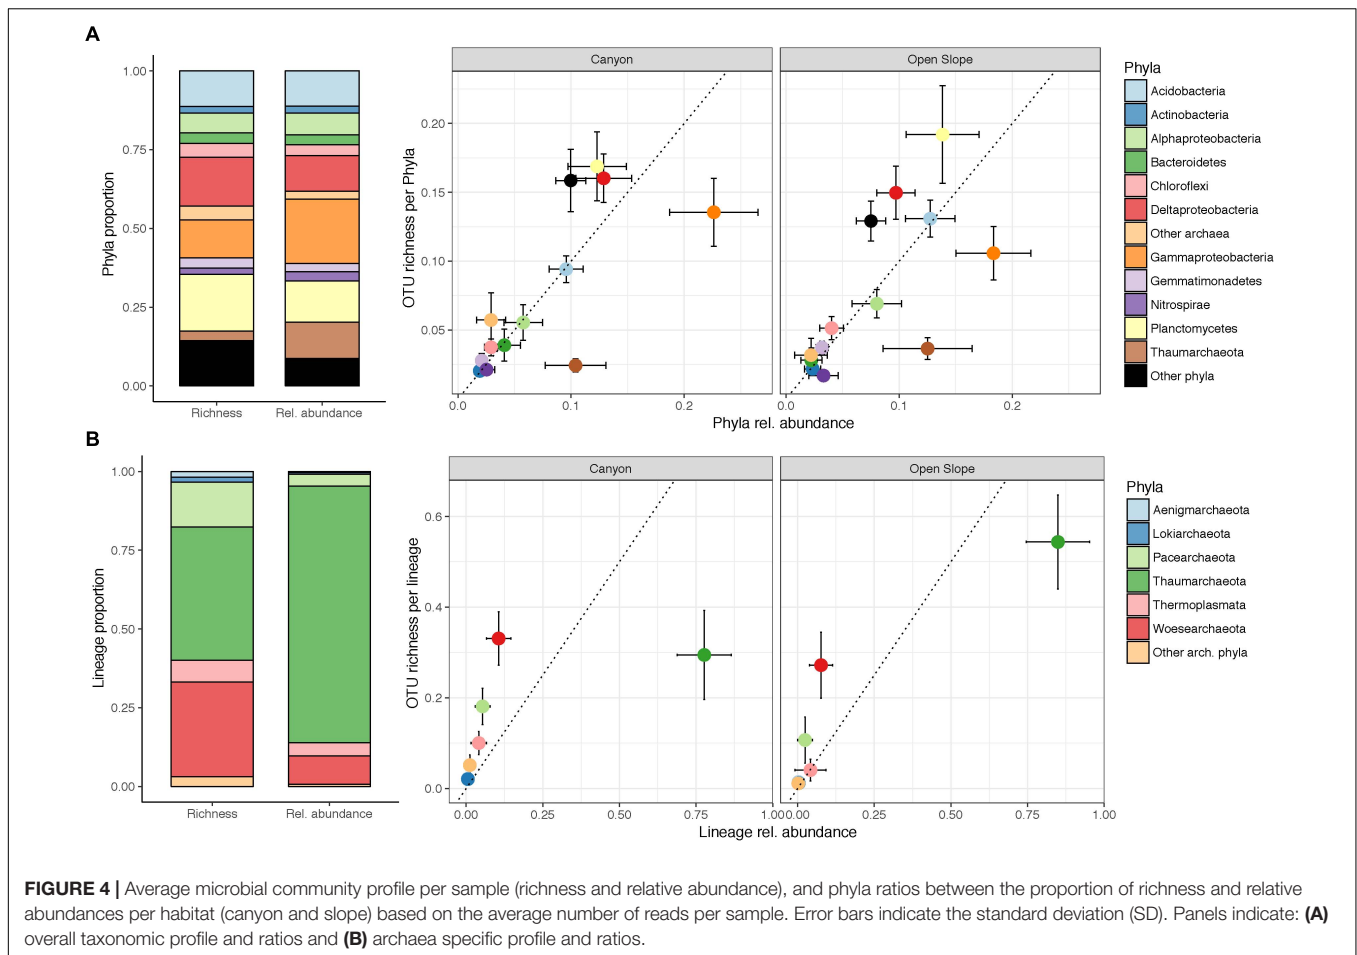 A
Phyla proportion
1.00
0.75
0.50
0.25
0.00
Richness
Rel. abundance
OTU richness per Phyla
0.20
0.15
0.10
0.05
Canyon
Open Slope
0.0
0.1
0.2
0.0
0.1
0.2
Phyla rel. abundance
Phyla
Acidobacteria
Actinobacteria
Alphaproteobacteria
Bacteroidetes
Chloroflexi
Deltaproteobacteria
Other archaea
Gammaproteobacteria
Gemmatimonadetes
Nitrospirae
Planctomycetes
Thaumarchaeota
Other phyla
B
Lineage proportion
1.00
0.75
0.50
0.25
0.00
Richness
Rel. abundance
OTU richness per lineage
0.6
0.4
0.2
0.0
Canyon
Open Slope
0.00
0.25
0.50
0.75
1.00
0.00
0.25
0.50
0.75
1.00
Lineage rel. abundance
Phyla
Aenigmarchaeota
Lokiarchaeota
Pacearchaeota
Thaumarchaeota
Thermoplasmata
Woesearchaeota
Other arch. phyla
FIGURE 4 | Average microbial community profile per sample (richness and relative abundance), and phyla ratios between the proportion of richness and relative
abundances per habitat (canyon and slope) based on the average number of reads per sample. Error bars indicate the standard deviation (SD). Panels indicate: (A)
overall taxonomic profile and ratios and (B) archaea specific profile and ratios.